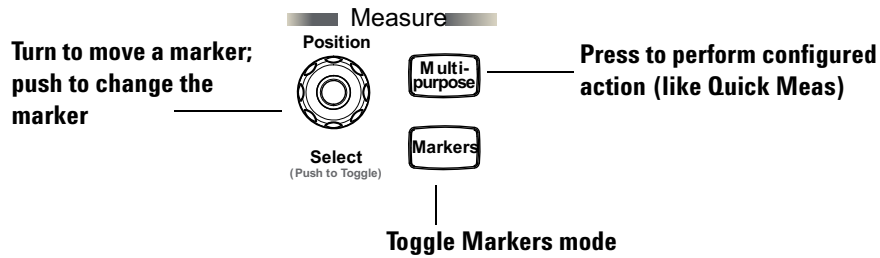 Measure
Turn to move a marker;
push to change the
marker
Position
Select
(Push to Toggle)
Multi-
purpose
Markers
Press to perform configured
action (like Quick Meas)
Toggle Markers mode